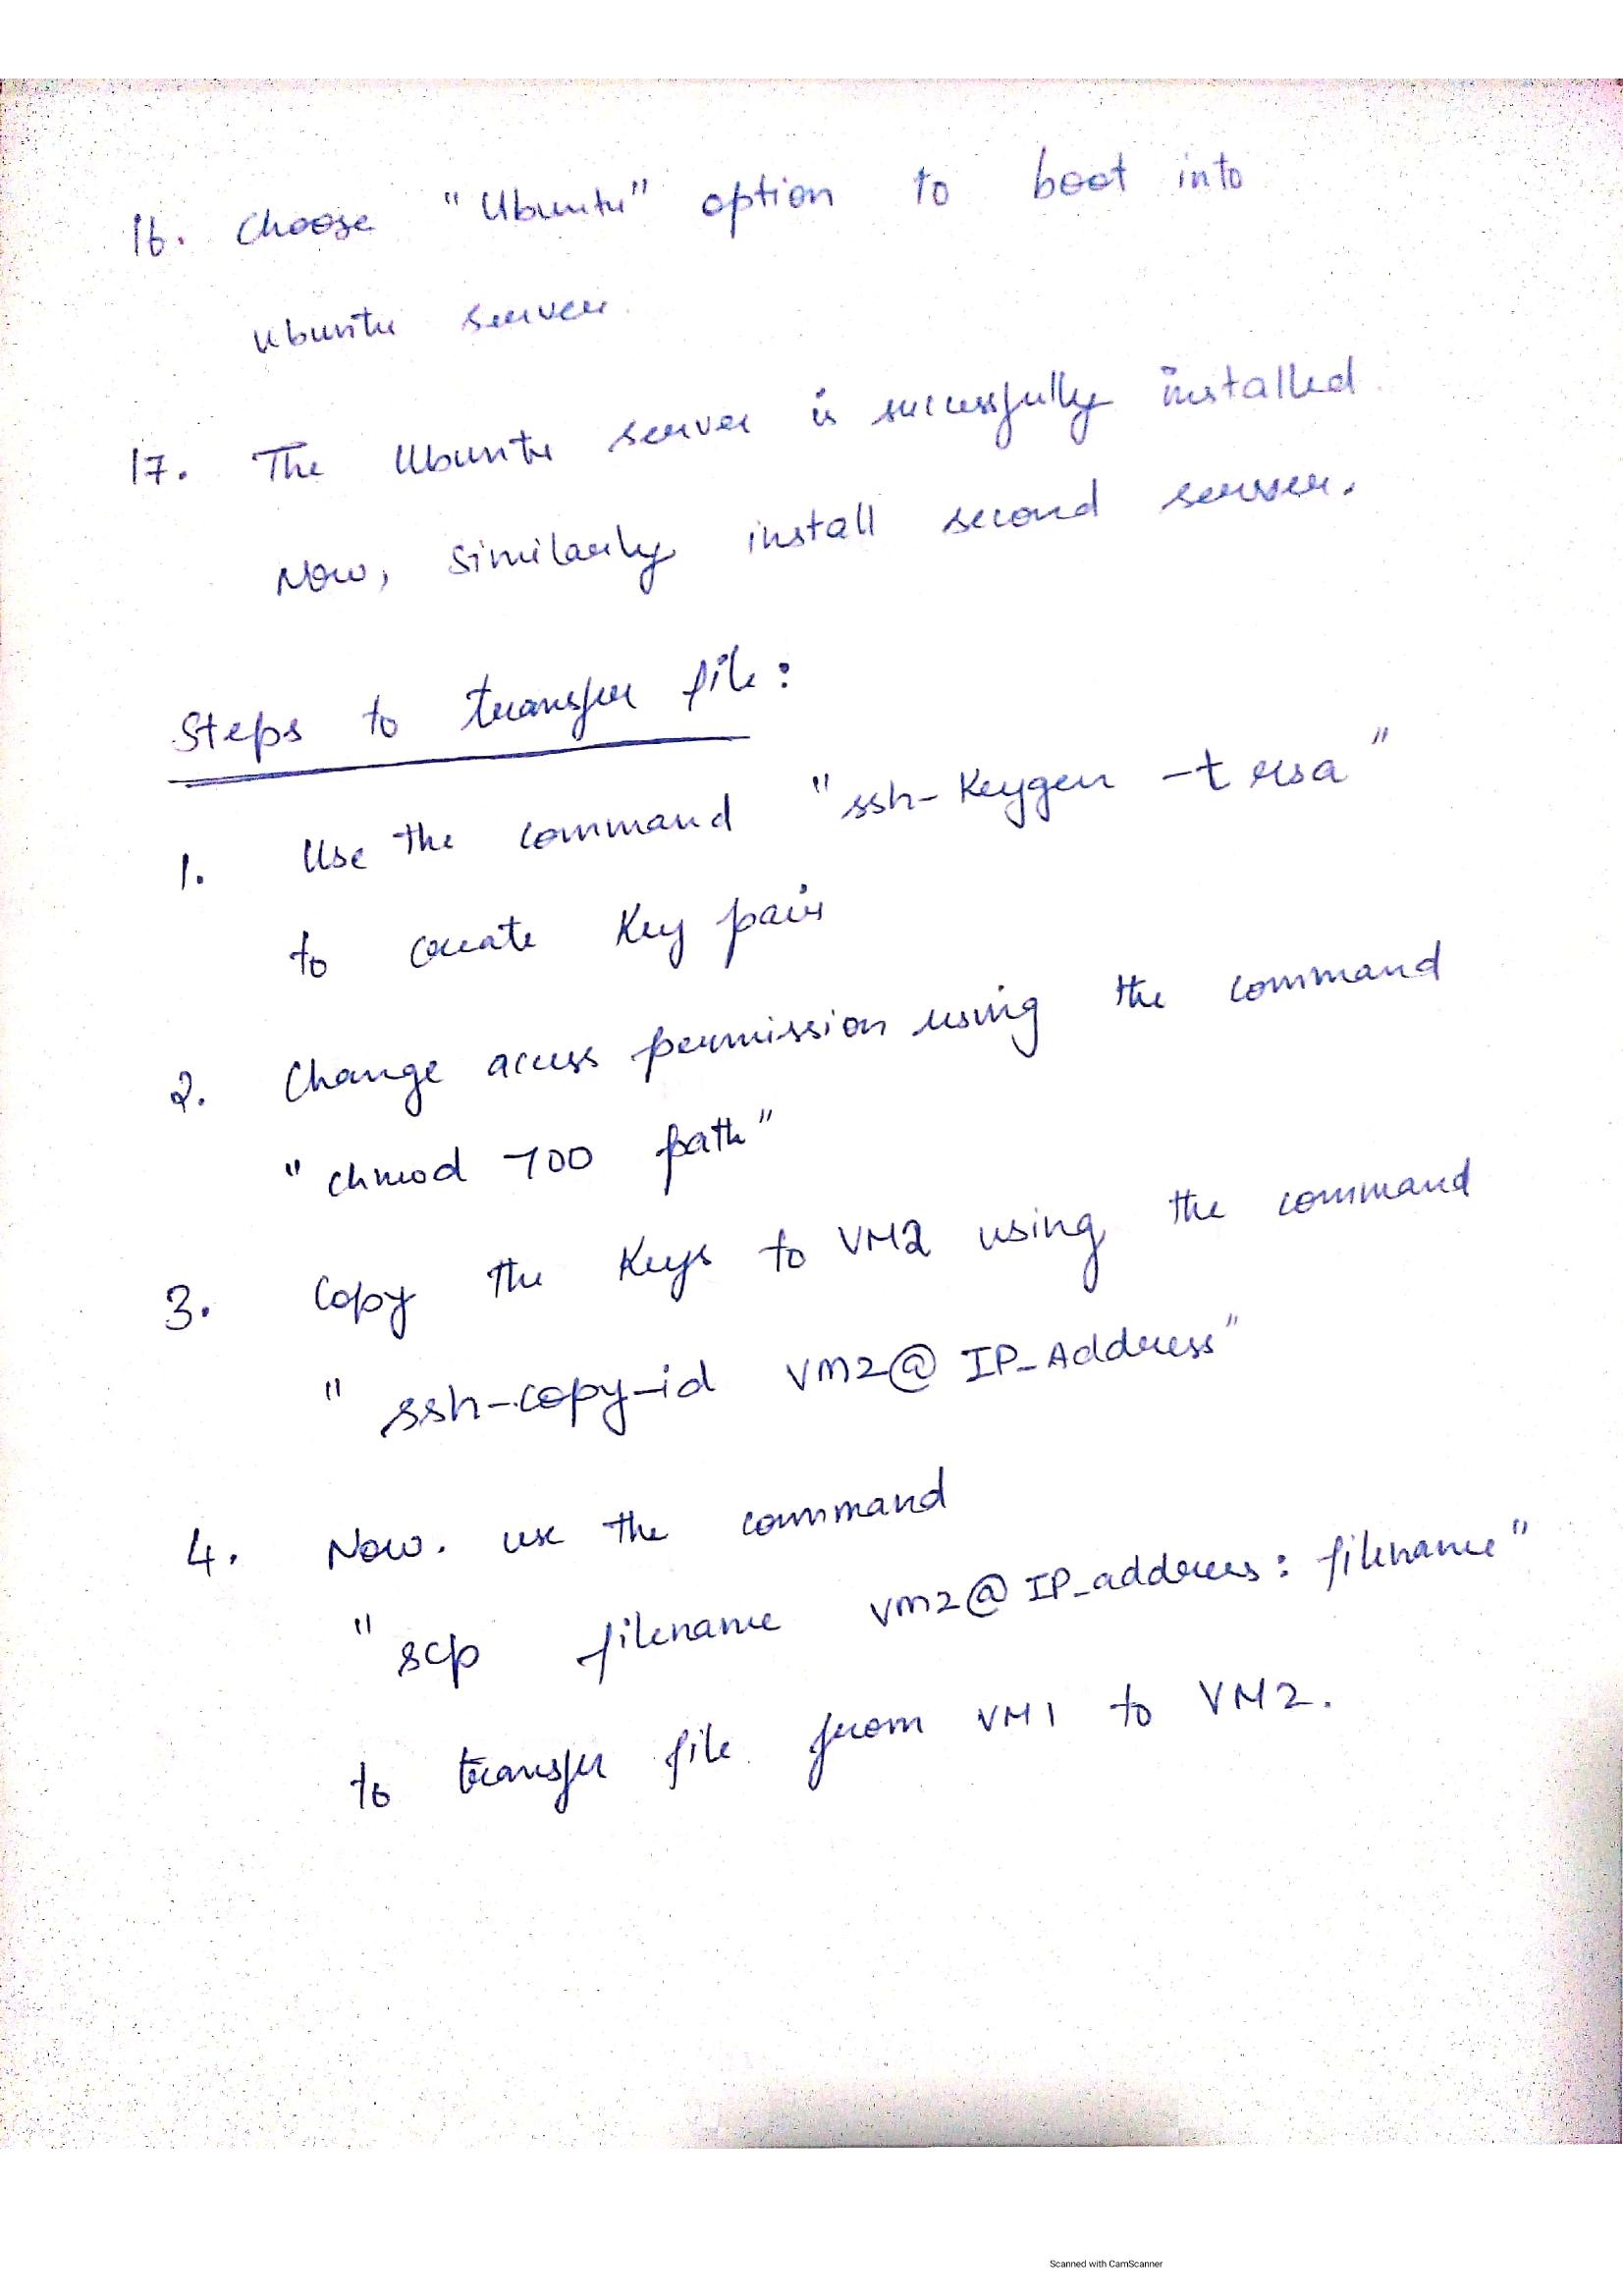 16. Choose "Ubuntu" option to boot into
ubuntu server.
17. The Ubuntu server is successfully installed.
Now, Similarly install second server.
Steps to transfer file:
1. Use the command "ssh-Keygen -t rsa"
to create Key pair
2. Change access permission using the command
"chmod 700 path"
3. Copy the Keys to VM2 using the command
"ssh-copy-id VM2@IP_Address"
4. Now. use the command
"scp filename vm2@IP_address: filename"
to transfer file from VM1 to VM2.
Scanned with CamScanner